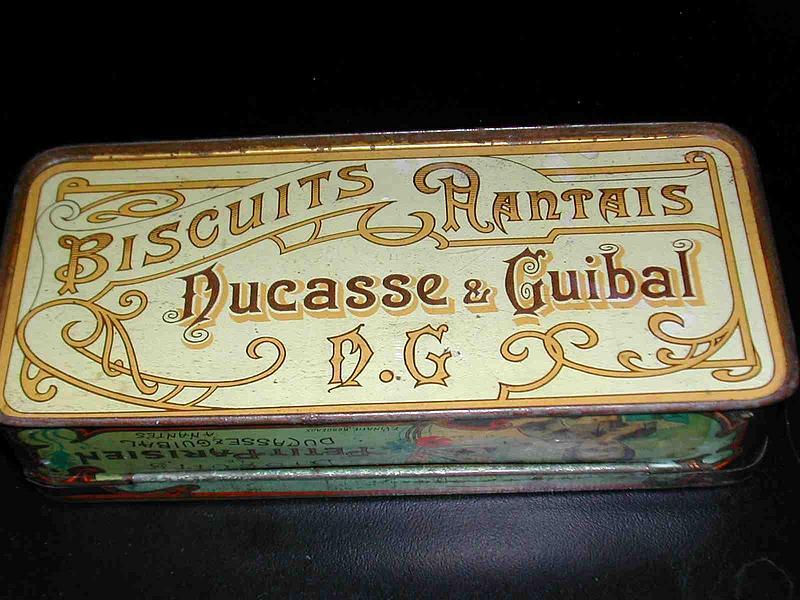 BISCUITS NANTAIS
Ducasse & Guibal
D.G
PETIT PARISIEN
DUCASSE & GUIBAL
A NANTES